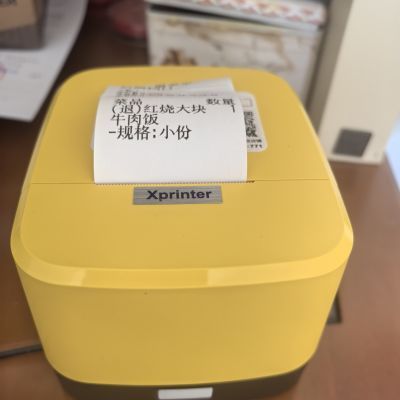 菜品 数量
(退)红烧大块 1
牛肉饭
-规格:小份
Xprinter